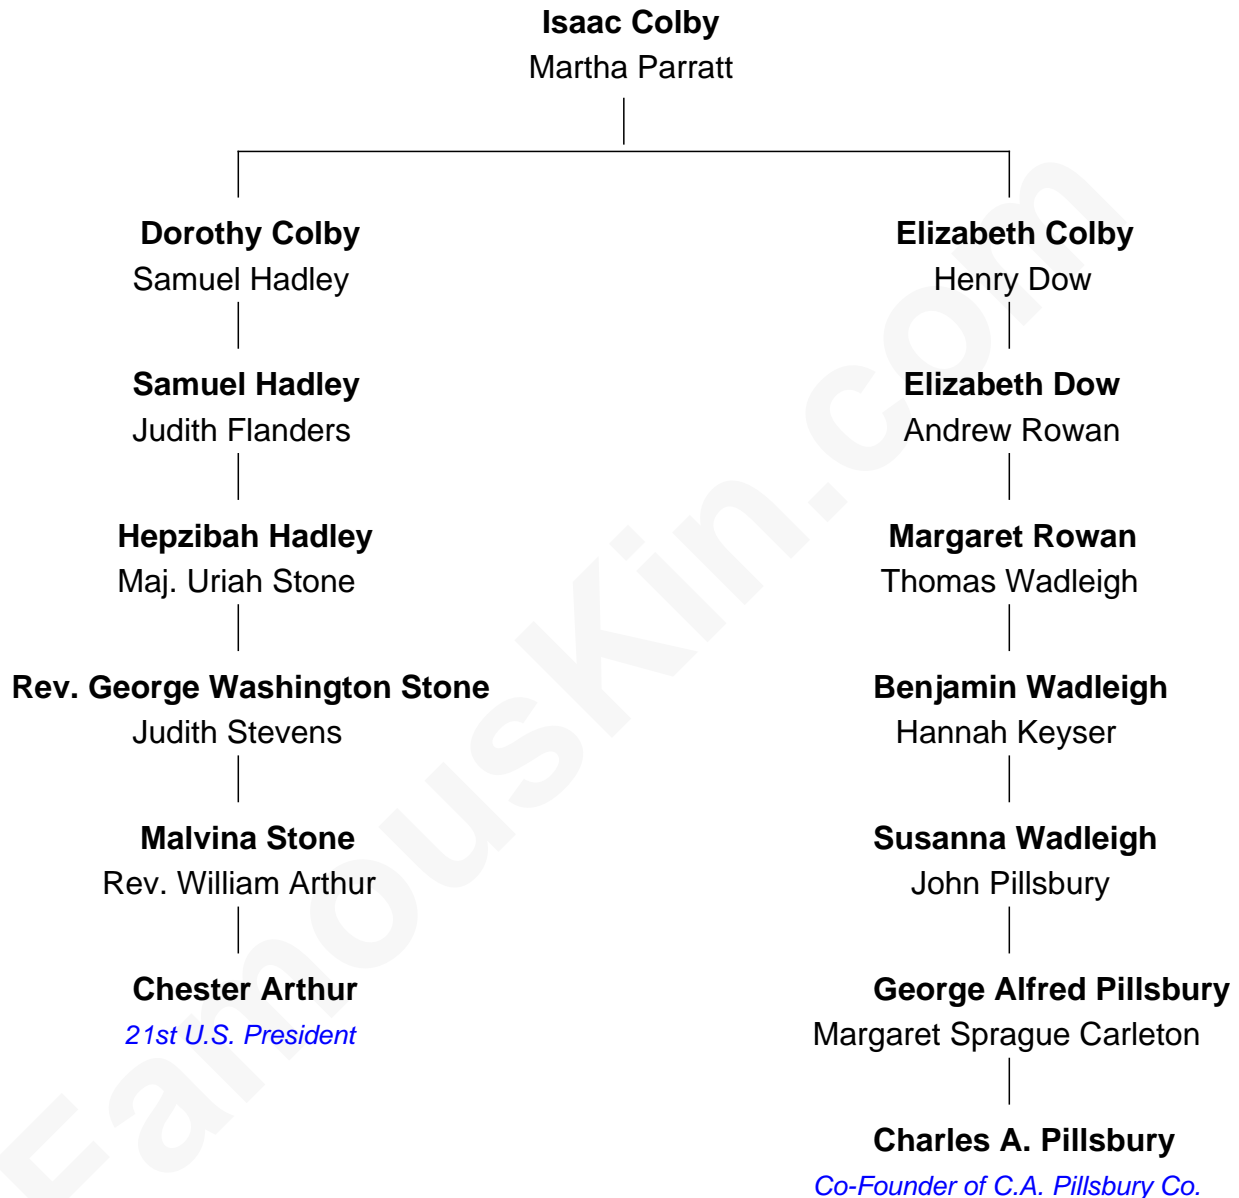 Isaac Colby
Martha Parratt
Dorothy Colby
Samuel Hadley
Elizabeth Colby
Henry Dow
Samuel Hadley
Judith Flanders
Elizabeth Dow
Andrew Rowan
Hepzibah Hadley
Maj. Uriah Stone
Margaret Rowan
Thomas Wadleigh
Rev. George Washington Stone
Judith Stevens
Benjamin Wadleigh
Hannah Keyser
Malvina Stone
Rev. William Arthur
Susanna Wadleigh
John Pillsbury
Chester Arthur
21st U.S. President
George Alfred Pillsbury
Margaret Sprague Carleton
Charles A. Pillsbury
Co-Founder of C.A. Pillsbury Co.
FamousKin.com